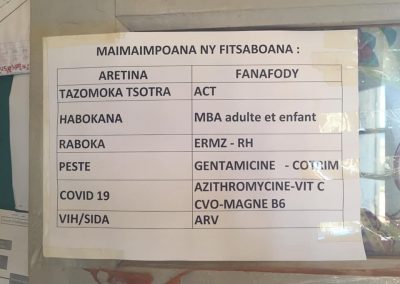 MAIMAIMPOANA NY FITSABOANA :
ARETINA FANAFODY
TAZOMOKA TSOTRA ACT
HABOKANA MBA adulte et enfant
RABOKA ERMZ - RH
PESTE GENTAMICINE - COTRIM
COVID 19 AZITHROMYCINE-VIT C
CVO-MAGNE B6
VIH/SIDA ARV